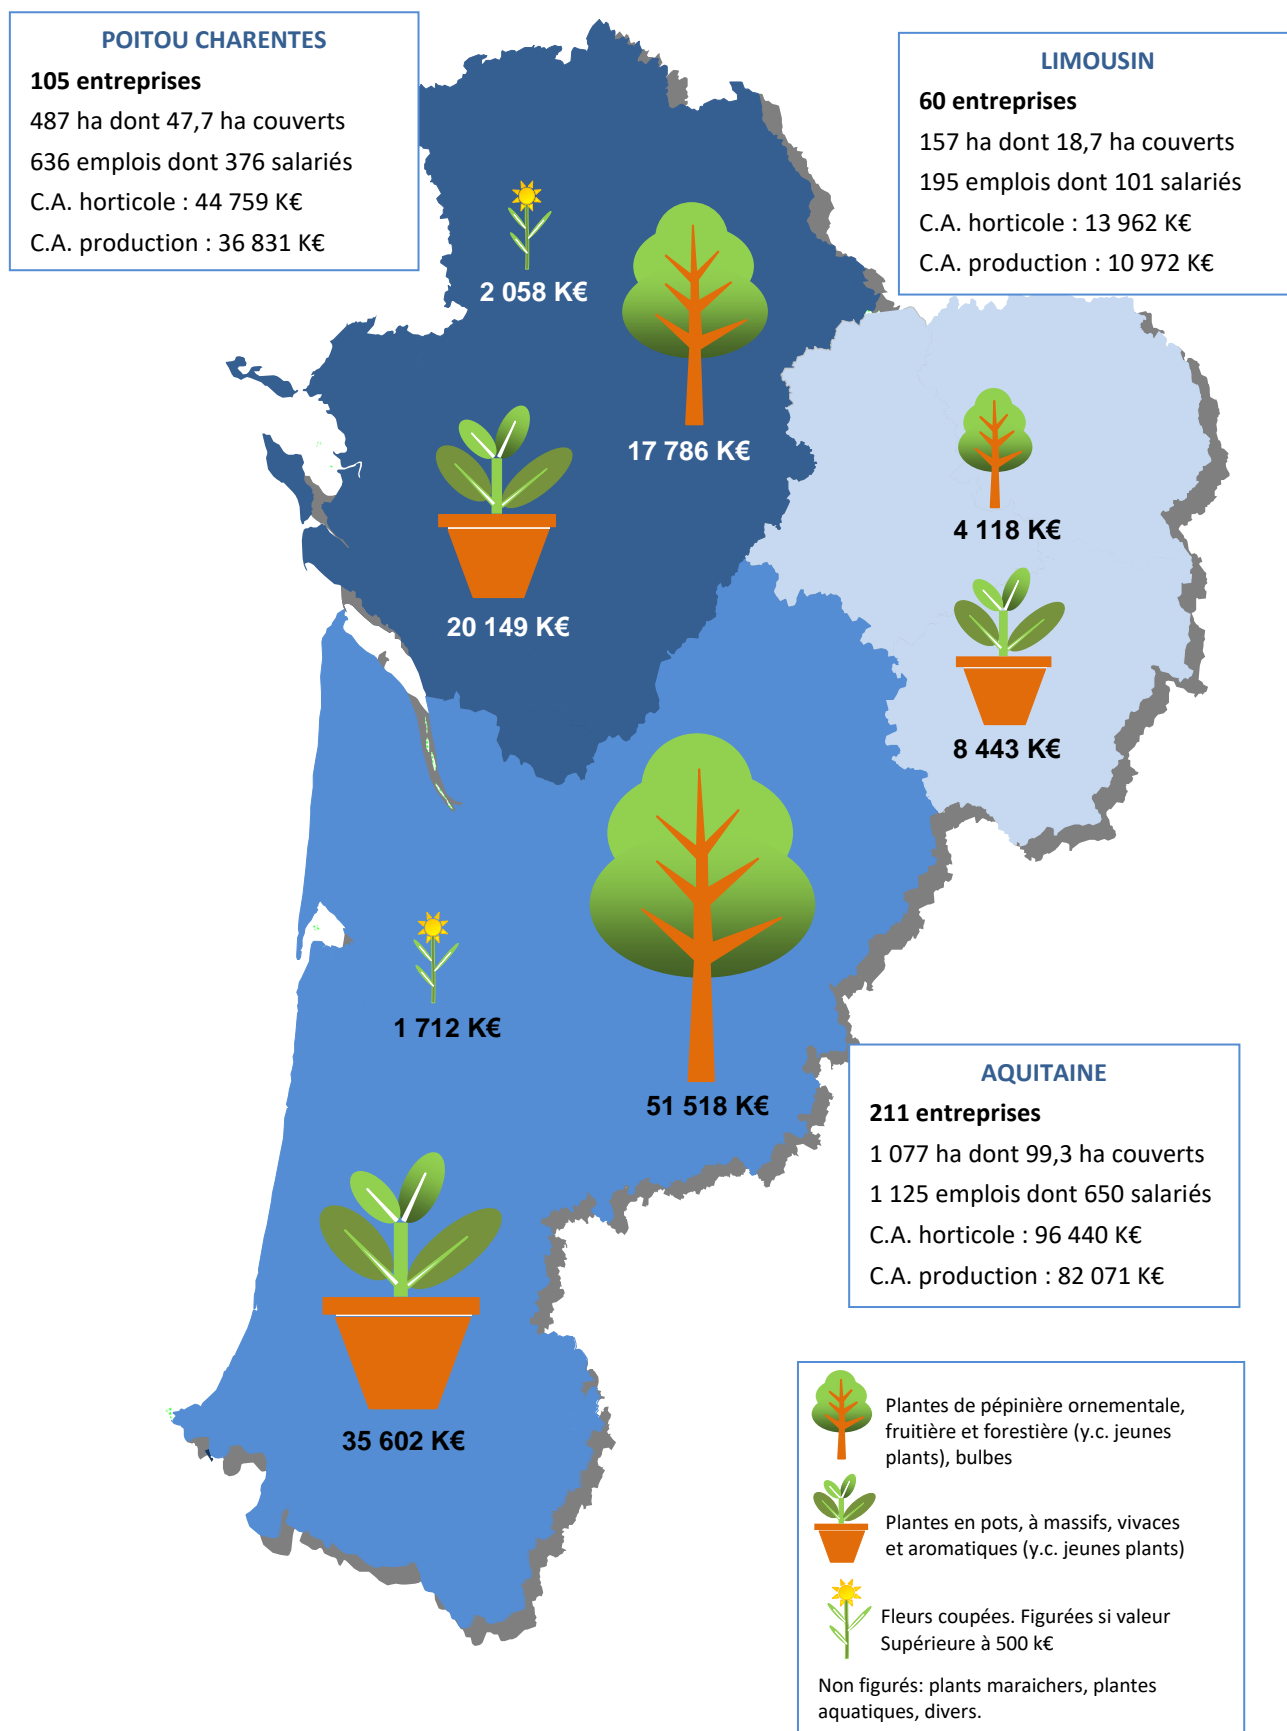 POITOU CHARENTES
105 entreprises
487 ha dont 47,7 ha couverts
636 emplois dont 376 salariés
C.A. horticole : 44 759 K€
C.A. production : 36 831 K€
LIMOUSIN
60 entreprises
157 ha dont 18,7 ha couverts
195 emplois dont 101 salariés
C.A. horticole : 13 962 K€
C.A. production : 10 972 K€
2 058 K€
17 786 K€
4 118 K€
20 149 K€
8 443 K€
1 712 K€
51 518 K€
AQUITAINE
211 entreprises
1 077 ha dont 99,3 ha couverts
1 125 emplois dont 650 salariés
C.A. horticole : 96 440 K€
C.A. production : 82 071 K€
35 602 K€
Plantes de pépinière ornementale,
fruitière et forestière (y.c. jeunes
plants), bulbes
Plantes en pots, à massifs, vivaces
et aromatiques (y.c. jeunes plants)
Fleurs coupées. Figurées si valeur
Supérieure à 500 k€
Non figurés: plants maraichers, plantes
aquatiques, divers.